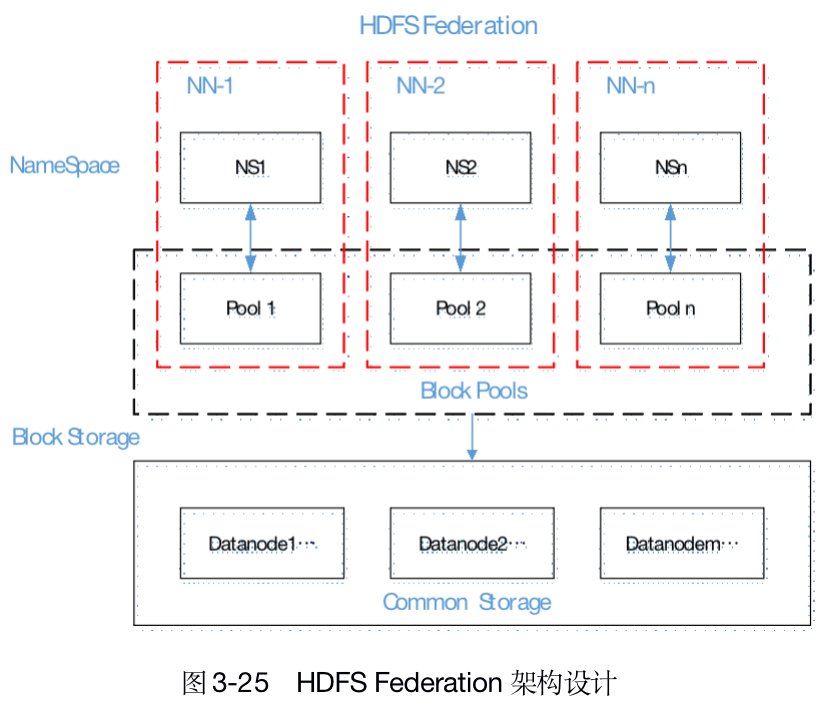 HDFS Federation
NN-1 NN-2 NN-n
NameSpace NS1 NS2 NSn
Pool 1 Pool 2 Pool n
Block Pools
Block Storage
Datanode1… Datanode2… Datanodem…
Common Storage
图 3-25 HDFS Federation 架构设计